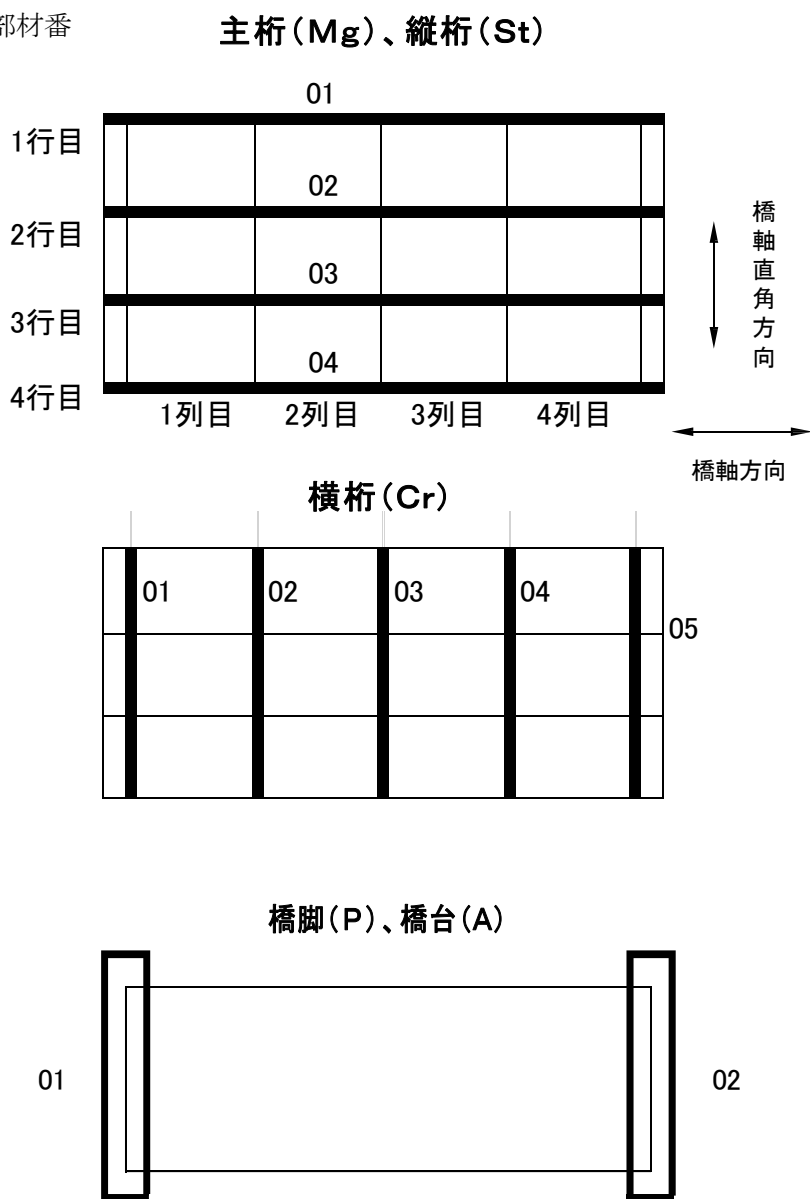 部材番
主桁(Mg)、縦桁(St)
01
1行目
02
2行目
03
3行目
04
4行目
1列目 2列目 3列目 4列目
橋軸直角方向
橋軸方向
横桁(Cr)
01 02 03 04
05
橋脚(P)、橋台(A)
01 02